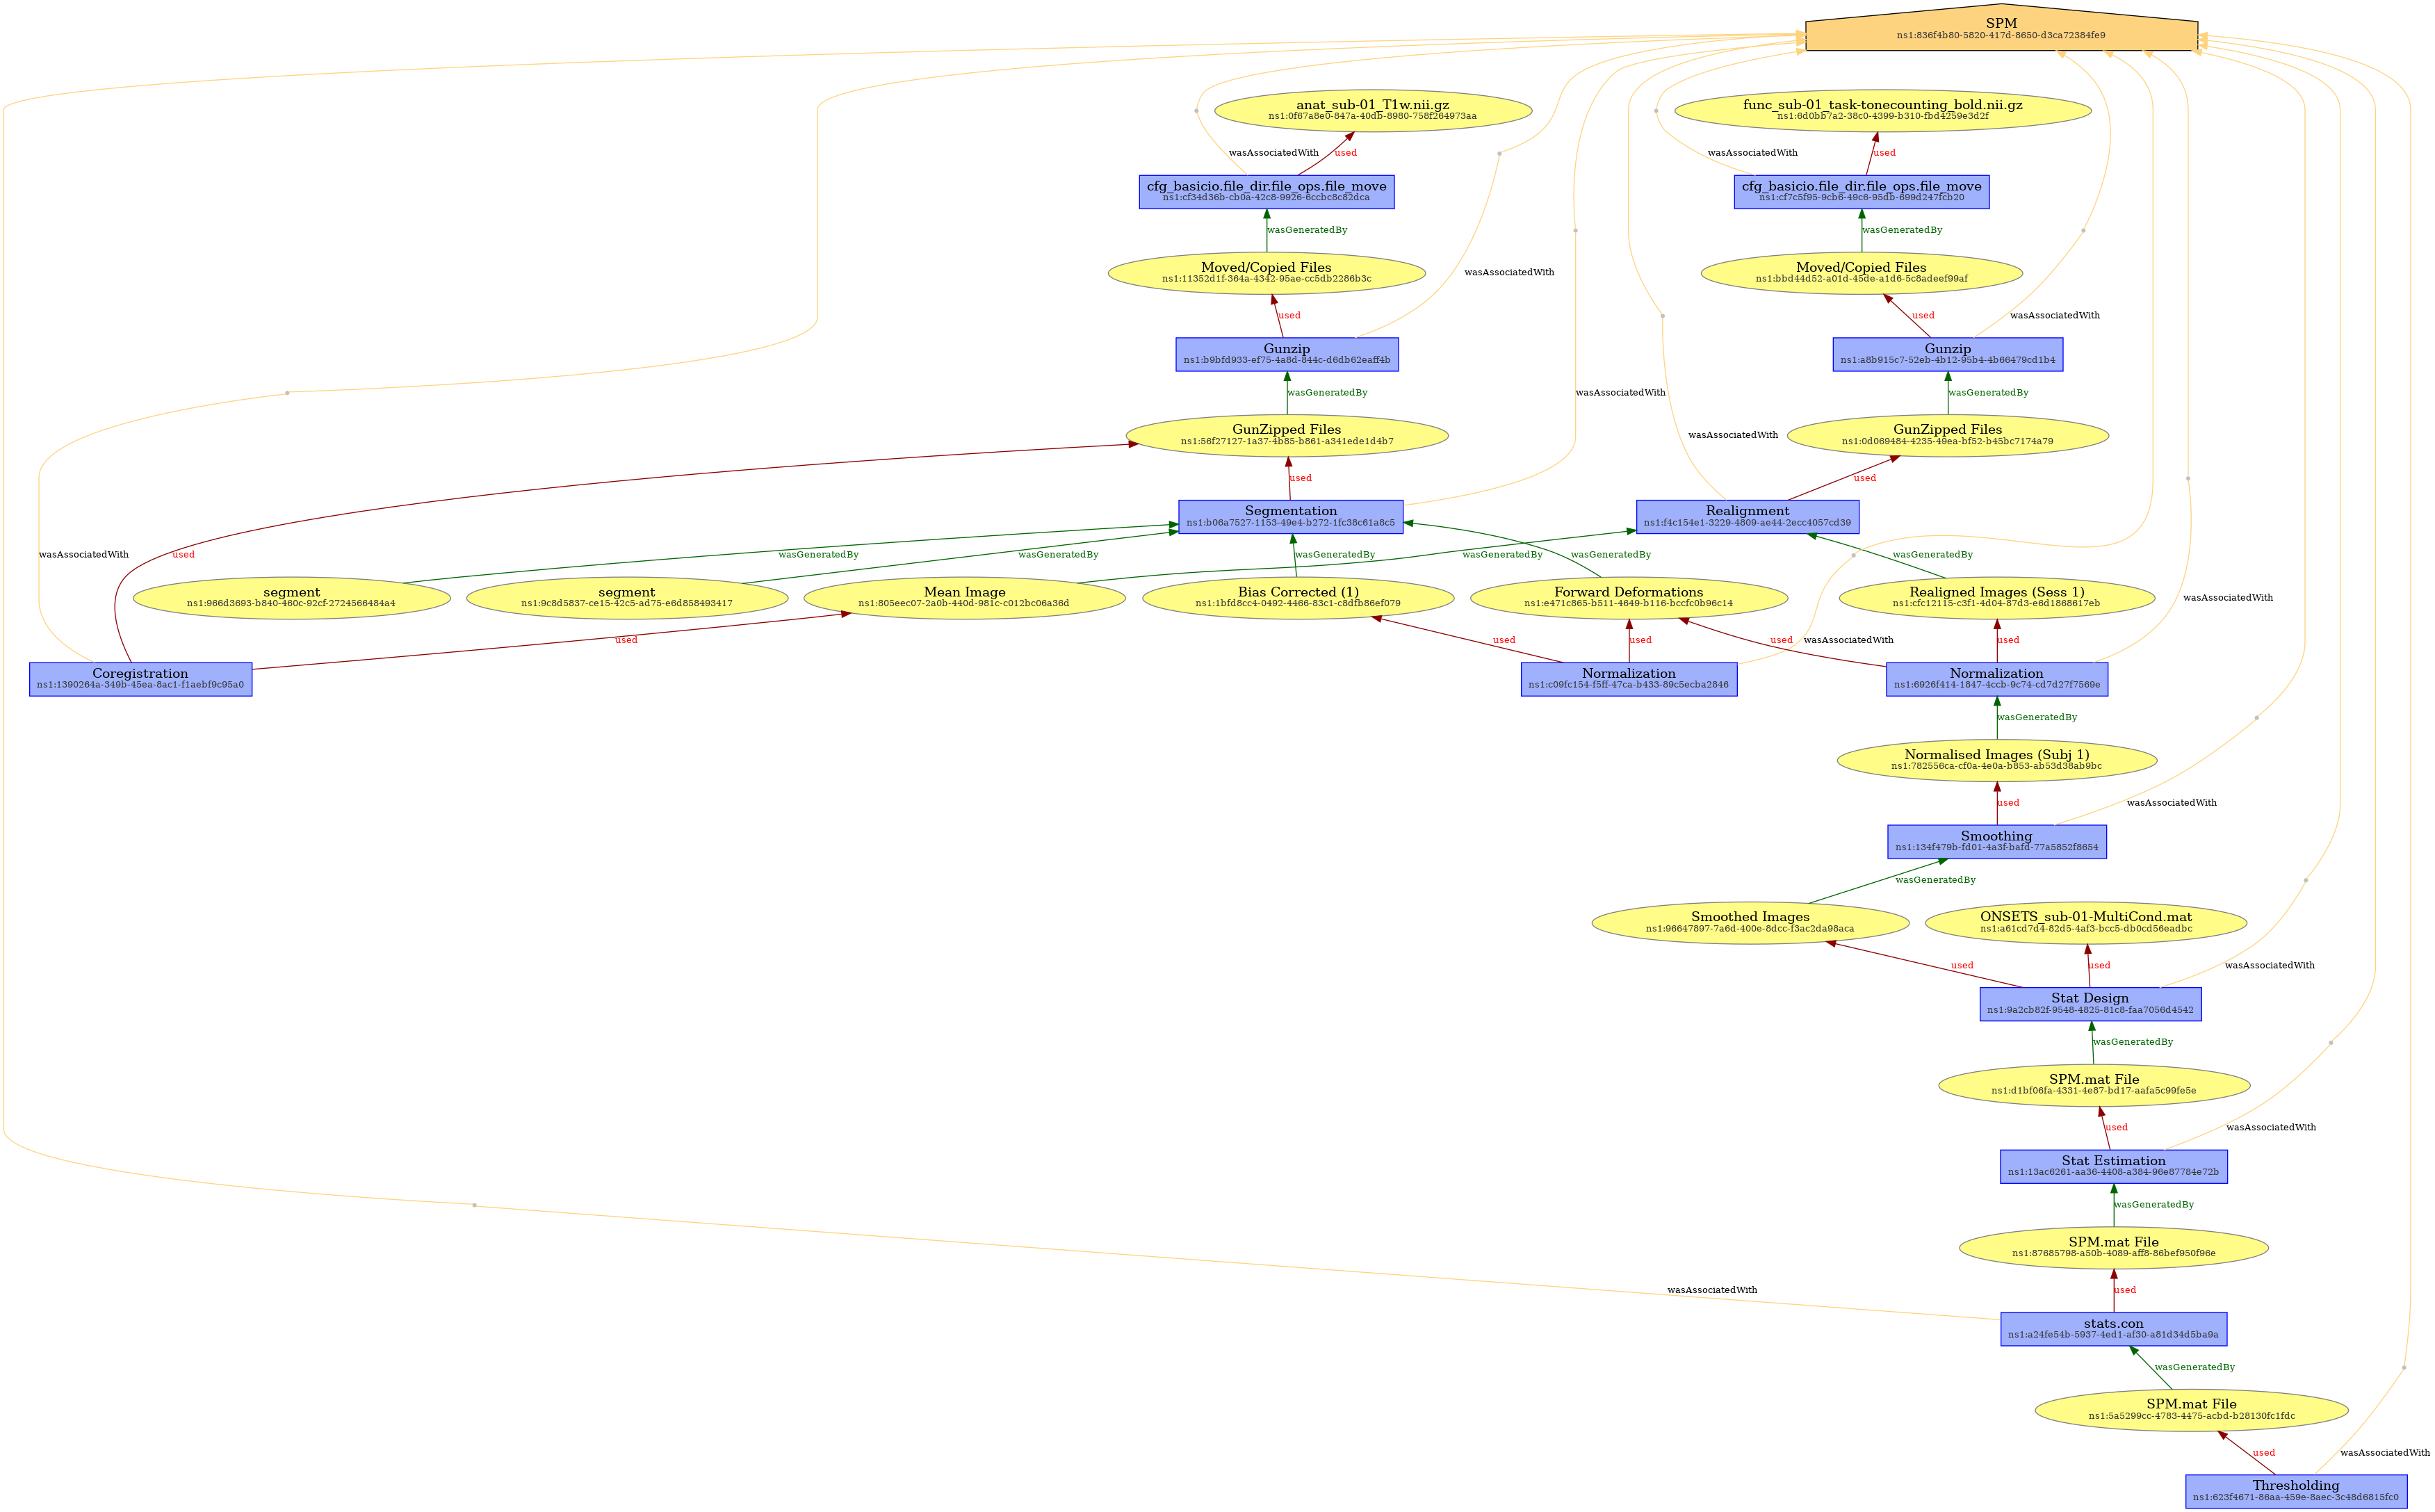 SPM
ns1:836f4b80-5820-417d-8650-d3ca72384fe9
anat_sub-01_T1w.nii.gz
ns1:0f67a8e0-847a-40db-8980-758f264973aa
func_sub-01_task-tonecounting_bold.nii.gz
ns1:6d0bb7a2-38c0-4399-b310-fbd4259e3d2f
wasAssociatedWith
used
wasAssociatedWith
used
cfg_basicio.file_dir.file_ops.file_move
ns1:cf34d36b-cb0a-42c8-9926-6ccbc8c82dca
cfg_basicio.file_dir.file_ops.file_move
ns1:cf7c5f95-9cb6-49c6-95db-699d247fcb20
wasGeneratedBy
wasGeneratedBy
Moved/Copied Files
ns1:11352d1f-364a-4342-95ae-cc5db2286b3c
wasAssociatedWith
Moved/Copied Files
ns1:bbd44d52-a01d-45de-a1d6-5c8adeef99af
used
used
wasAssociatedWith
Gunzip
ns1:b9bfd933-ef75-4a8d-844c-d6db62eaff4b
Gunzip
ns1:a8b915c7-52eb-4b12-95b4-4b66479cd1b4
wasGeneratedBy
wasAssociatedWith
wasGeneratedBy
GunZipped Files
ns1:56f27127-1a37-4b85-b861-a341ede1d4b7
wasAssociatedWith
GunZipped Files
ns1:0d069484-4235-49ea-bf52-b45bc7174a79
used
used
Segmentation
ns1:b06a7527-1153-49e4-b272-1fc38c61a8c5
Realignment
ns1:f4c154e1-3229-4809-ae44-2ecc4057cd39
wasAssociatedWith
used
wasGeneratedBy
wasGeneratedBy
wasGeneratedBy
wasGeneratedBy
wasGeneratedBy
wasGeneratedBy
segment
ns1:966d3693-b840-460c-92cf-2724566484a4
segment
ns1:9c8d5837-ce15-42c5-ad75-e6d858493417
Mean Image
ns1:805eec07-2a0b-440d-981c-c012bc06a36d
Bias Corrected (1)
ns1:1bfd8cc4-0492-4466-83c1-c8dfb86ef079
Forward Deformations
ns1:e471c865-b511-4649-b116-bccfc0b96c14
Realigned Images (Sess 1)
ns1:cfc12115-c3f1-4d04-87d3-e6d1868617eb
wasAssociatedWith
used
used
used
used
wasAssociatedWith
used
Coregistration
ns1:1390264a-349b-45ea-8ac1-f1aebf9c95a0
Normalization
ns1:c09fc154-f5ff-47ca-b433-89c5ecba2846
Normalization
ns1:6926f414-1847-4ccb-9c74-cd7d27f7569e
wasGeneratedBy
Normalised Images (Subj 1)
ns1:782556ca-cf0a-4e0a-b853-ab53d38ab9bc
used
wasAssociatedWith
Smoothing
ns1:134f479b-fd01-4a3f-bafd-77a5852f8654
wasGeneratedBy
Smoothed Images
ns1:96647897-7a6d-400e-8dcc-f3ac2da98aca
ONSETS_sub-01-MultiCond.mat
ns1:a61cd7d4-82d5-4af3-bcc5-db0cd56eadbc
used
used
wasAssociatedWith
Stat Design
ns1:9a2cb82f-9548-4825-81c8-faa7056d4542
wasGeneratedBy
SPM.mat File
ns1:d1bf06fa-4331-4e87-bd17-aafa5c99fe5e
used
wasAssociatedWith
Stat Estimation
ns1:13ac6261-aa36-4408-a384-96e87784e72b
wasGeneratedBy
SPM.mat File
ns1:87685798-a50b-4089-aff8-86bef950f96e
wasAssociatedWith
used
stats.con
ns1:a24fe54b-5937-4ed1-af30-a81d34d5ba9a
wasGeneratedBy
SPM.mat File
ns1:5a5299cc-4783-4475-acbd-b28130fc1fdc
used
wasAssociatedWith
Thresholding
ns1:623f4671-86aa-459e-8aec-3c48d6815fc0